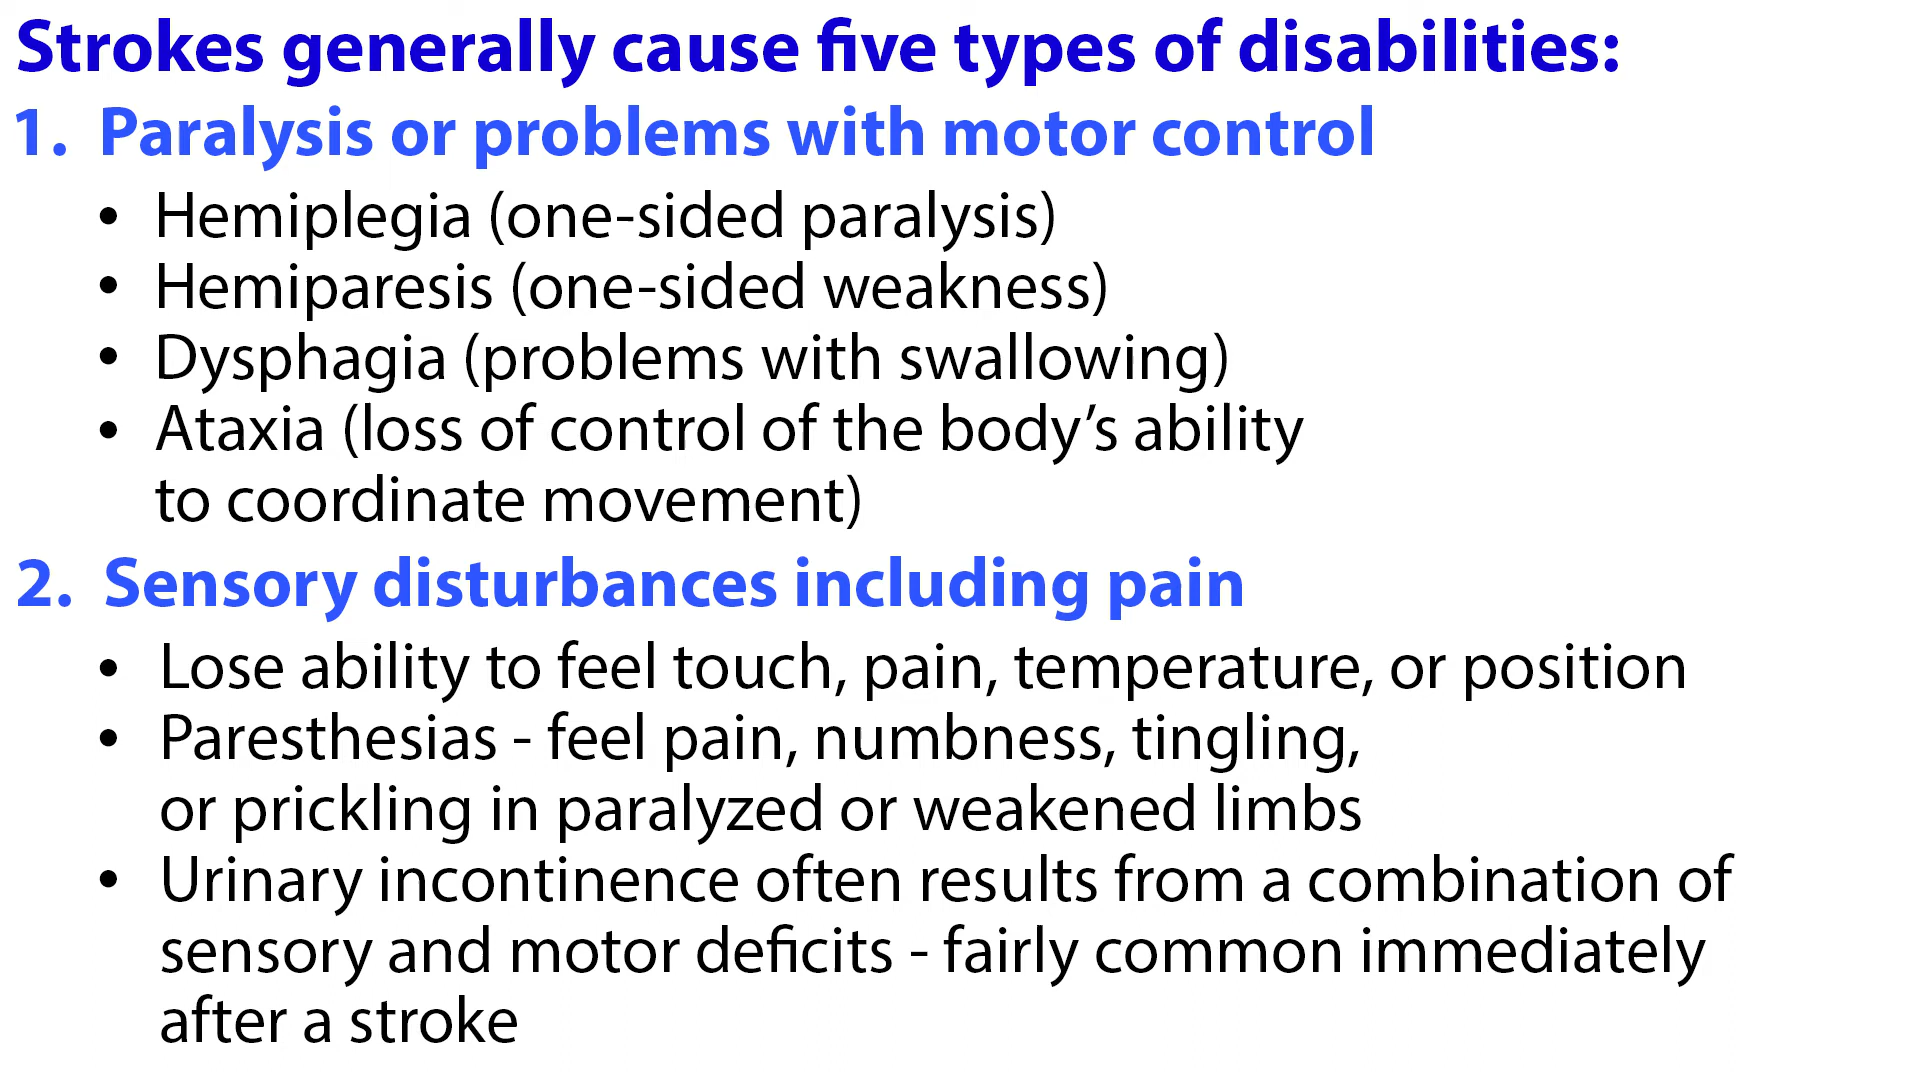 Strokes generally cause five types of disabilities:
1. Paralysis or problems with motor control
• Hemiplegia (one-sided paralysis)
• Hemiparesis (one-sided weakness)
• Dysphagia (problems with swallowing)
• Ataxia (loss of control of the body’s ability
to coordinate movement)
2. Sensory disturbances including pain
• Lose ability to feel touch, pain, temperature, or position
• Paresthesias - feel pain, numbness, tingling,
or prickling in paralyzed or weakened limbs
• Urinary incontinence often results from a combination of
sensory and motor deficits - fairly common immediately
after a stroke